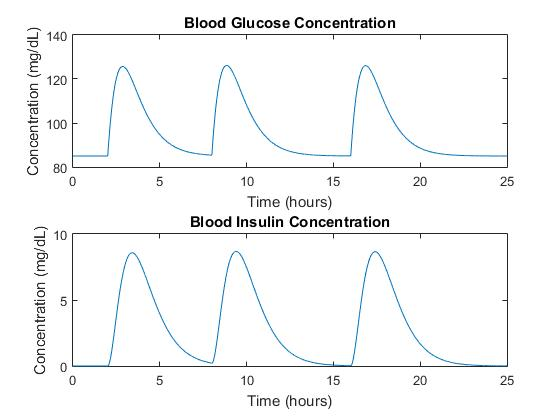 Blood Glucose Concentration
Concentration (mg/dL)
140
120
100
80
0 5 10 15 20 25
Time (hours)
Blood Insulin Concentration
Concentration (mg/dL)
10
5
0
0 5 10 15 20 25
Time (hours)